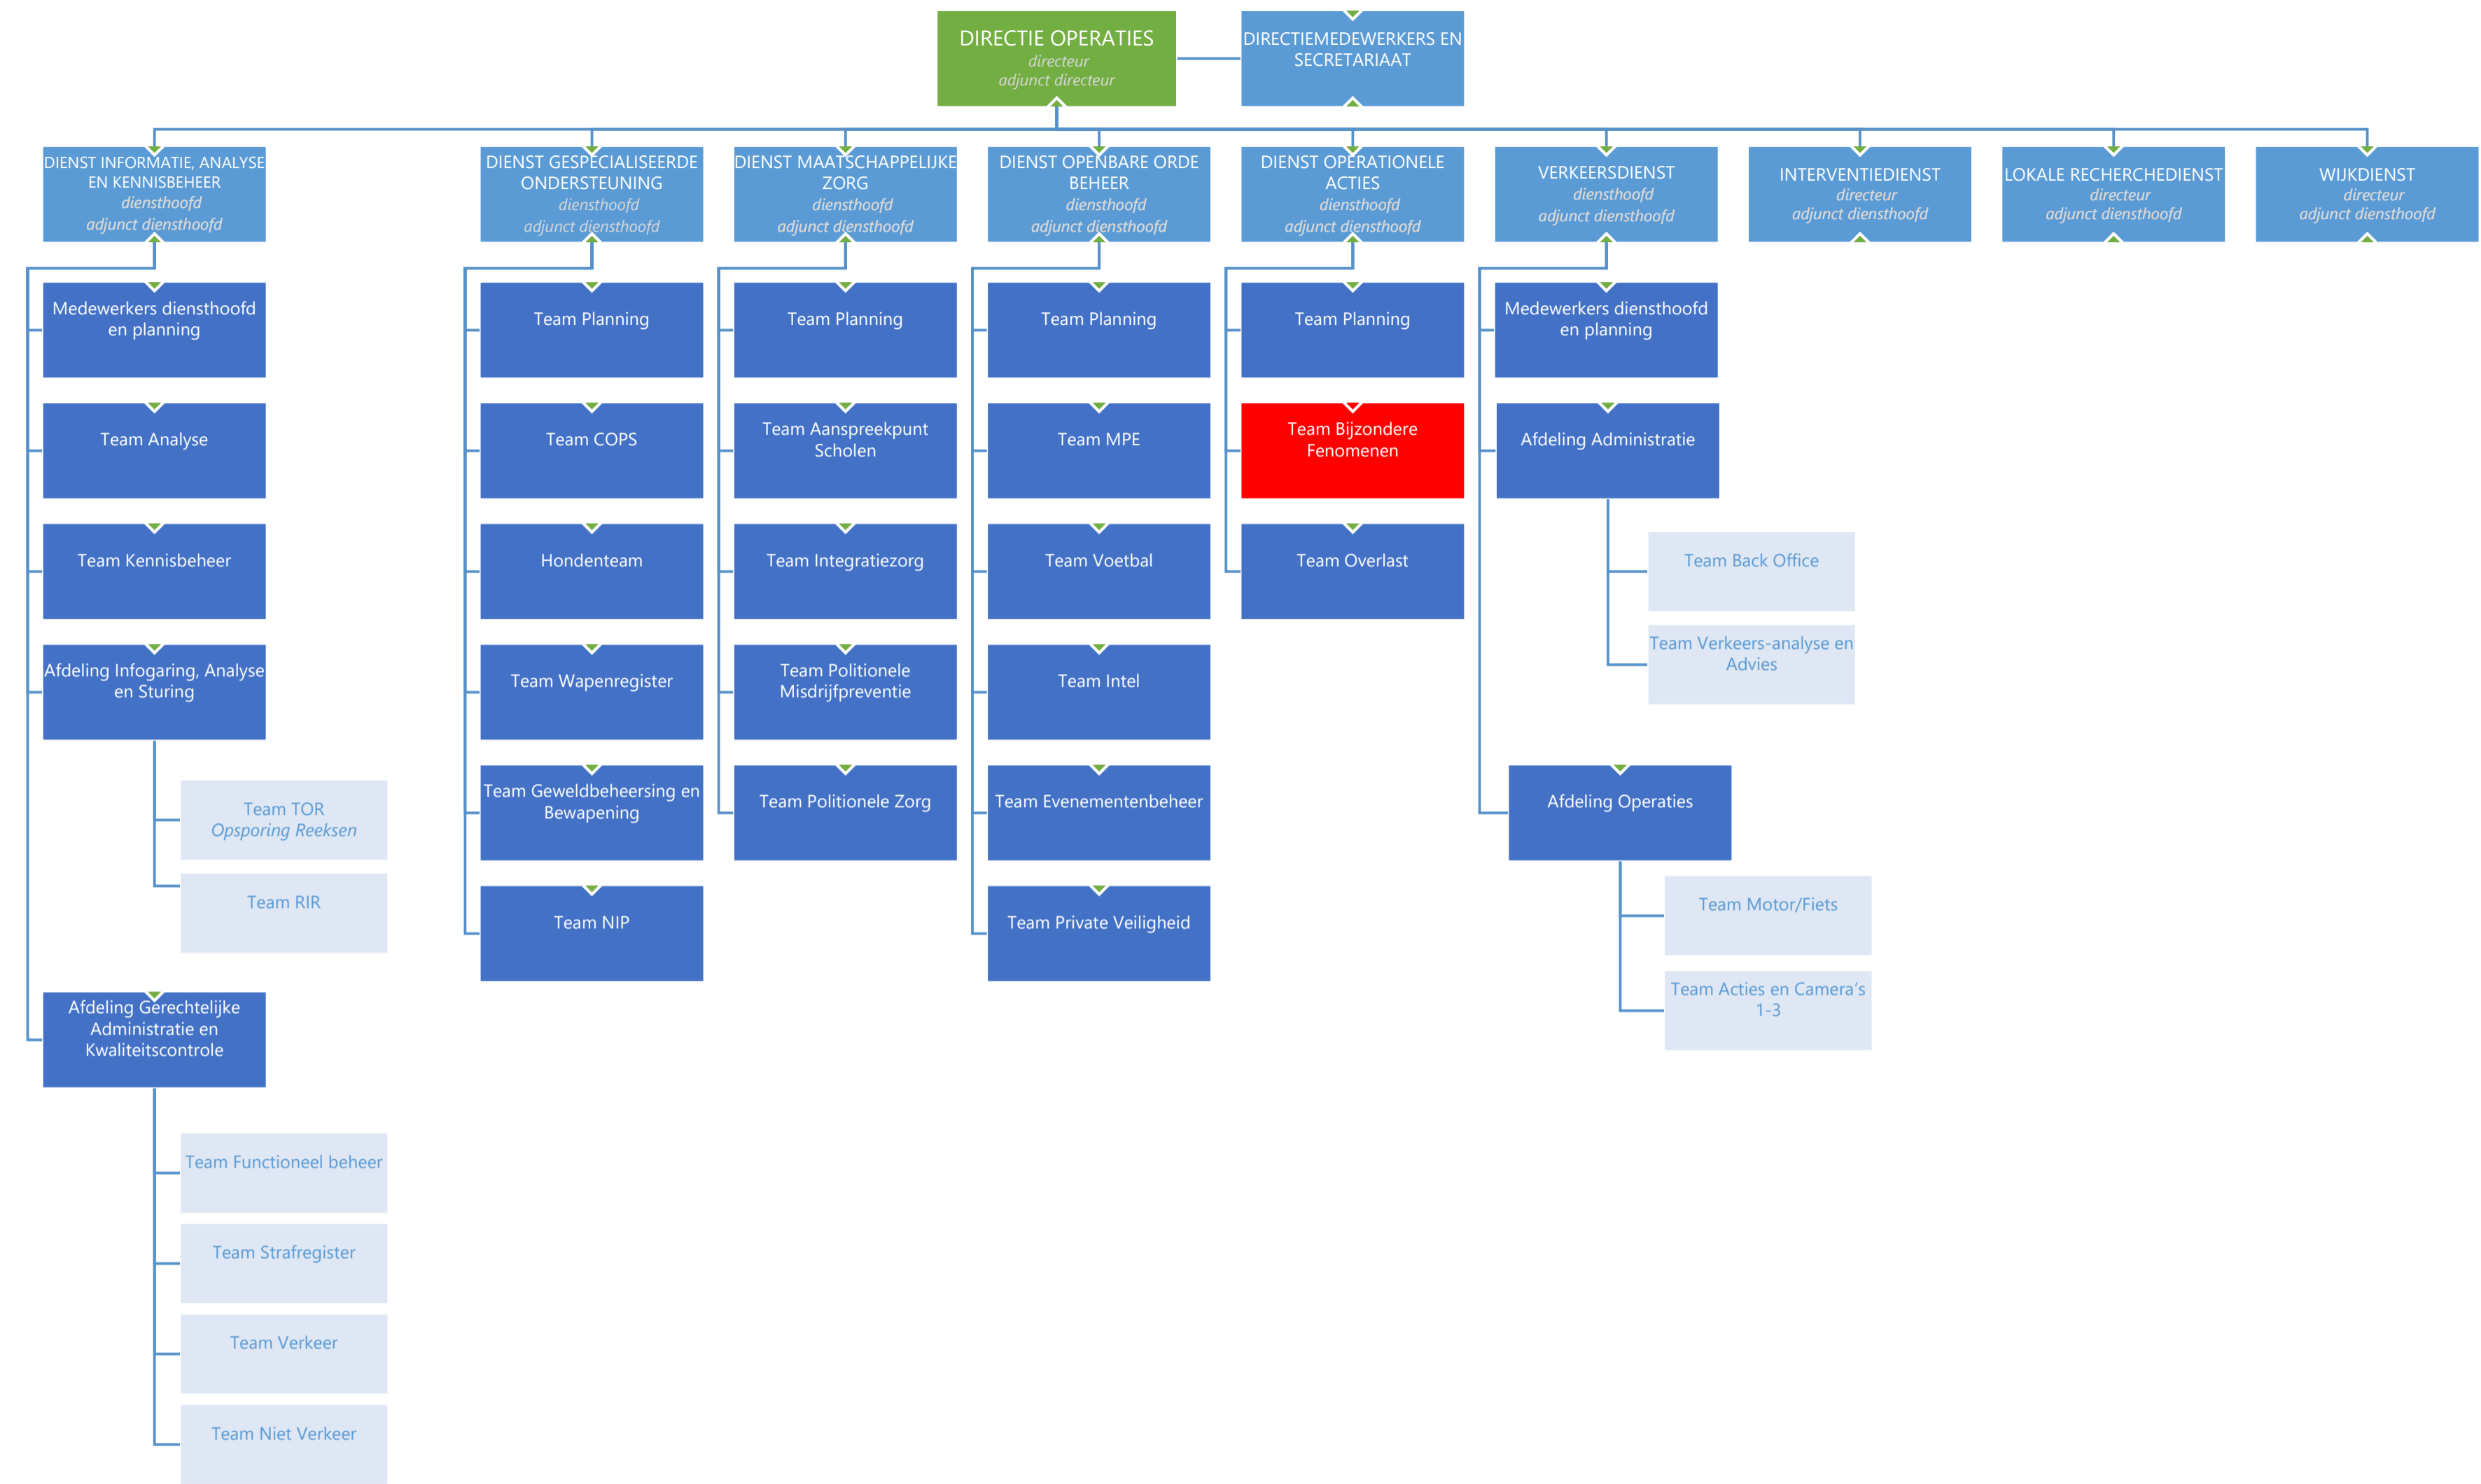 DIRECTIE OPERATIES
directeur
adjunct directeur
DIRECTIEMEDEWERKERS EN
SECRETARIAAT
DIENST INFORMATIE, ANALYSE
EN KENNISBEHEER
diensthoofd
adjunct diensthoofd
DIENST GESPECIALISEERDE
ONDERSTEUNING
diensthoofd
adjunct diensthoofd
DIENST MAATSCHAPPELIJKE
ZORG
diensthoofd
adjunct diensthoofd
DIENST OPENBARE ORDE
BEHEER
diensthoofd
adjunct diensthoofd
DIENST OPERATIONELE
ACTIES
diensthoofd
adjunct diensthoofd
VERKEERSDIENST
diensthoofd
adjunct diensthoofd
INTERVENTIEDIENST
directeur
adjunct diensthoofd
LOKALE RECHERCHEDIENST
directeur
adjunct diensthoofd
WIJKDIENST
directeur
adjunct diensthoofd
Medewerkers diensthoofd
en planning
Team Analyse
Team Kennisbeheer
Afdeling Infogaring, Analyse
en Sturing
Team TOR
Opsporing Reeksen
Team RIR
Afdeling Gerechtelijke
Administratie en
Kwaliteitscontrole
Team Functioneel beheer
Team Strafregister
Team Verkeer
Team Niet Verkeer
Team Planning
Team COPS
Hondenteam
Team Wapenregister
Team Geweldbeheersing en
Bewapening
Team NIP
Team Planning
Team Aanspreekpunt
Scholen
Team Integratiezorg
Team Politionele
Misdrijfpreventie
Team Politionele Zorg
Team Planning
Team MPE
Team Voetbal
Team Intel
Team Evenementenbeheer
Team Private Veiligheid
Team Planning
Team Bijzondere
Fenomenen
Team Overlast
Medewerkers diensthoofd
en planning
Afdeling Administratie
Team Back Office
Team Verkeers-analyse en
Advies
Afdeling Operaties
Team Motor/Fiets
Team Acties en Camera’s
1-3